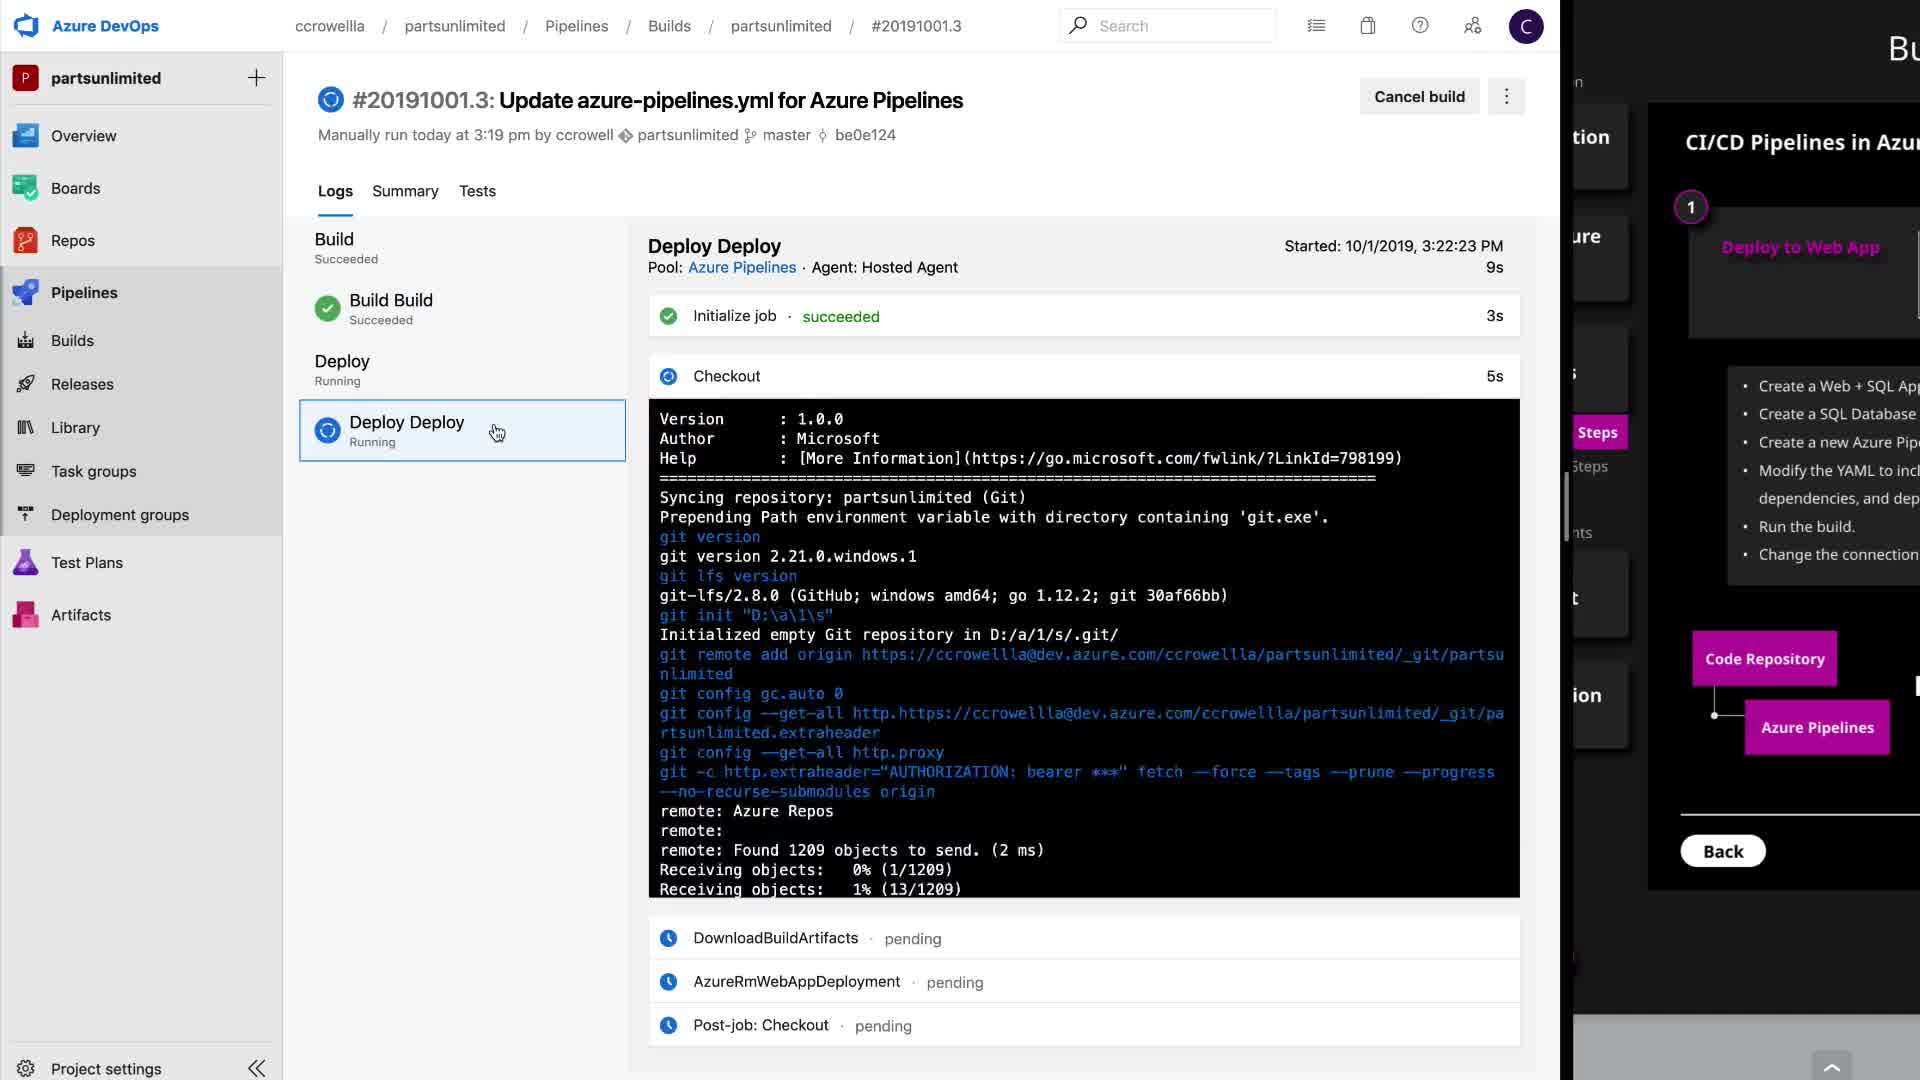 Azure DevOps
ccrowellla / partsunlimited / Pipelines / Builds / partsunlimited / #20191001.3
Search
C
P partsunlimited
Overview
Boards
Repos
Pipelines
Builds
Releases
Library
Task groups
Deployment groups
Test Plans
Artifacts
Project settings
#20191001.3: Update azure-pipelines.yml for Azure Pipelines
Manually run today at 3:19 pm by ccrowell partsunlimited master be0e124
Cancel build
Logs Summary Tests
Build
Succeeded
Build Build
Succeeded
Deploy
Running
Deploy Deploy
Running
Deploy Deploy
Started: 10/1/2019, 3:22:23 PM
Pool: Azure Pipelines · Agent: Hosted Agent
9s
Initialize job · succeeded
3s
Checkout
5s
Version : 1.0.0
Author : Microsoft
Help : [More Information](https://go.microsoft.com/fwlink/?LinkId=798199)
==============================================================================
Syncing repository: partsunlimited (Git)
Prepending Path environment variable with directory containing 'git.exe'.
git version
git version 2.21.0.windows.1
git lfs version
git-lfs/2.8.0 (GitHub; windows amd64; go 1.12.2; git 30af66bb)
git init "D:\a\1\s"
Initialized empty Git repository in D:/a/1/s/.git/
git remote add origin https://ccrowellla@dev.azure.com/ccrowellla/partsunlimited/_git/partsu
nlimited
git config gc.auto 0
git config --get-all http.https://ccrowellla@dev.azure.com/ccrowellla/partsunlimited/_git/pa
rtsunlimited.extraheader
git config --get-all http.proxy
git -c http.extraheader="AUTHORIZATION: bearer ***" fetch --force --tags --prune --progress
--no-recurse-submodules origin
remote: Azure Repos
remote:
remote: Found 1209 objects to send. (2 ms)
Receiving objects: 0% (1/1209)
Receiving objects: 1% (13/1209)
DownloadBuildArtifacts · pending
AzureRmWebAppDeployment · pending
Post-job: Checkout · pending
Bu
n
tion
ure
s
Steps
Steps
nts
t
ion
CI/CD Pipelines in Azur
1
Deploy to Web App
• Create a Web + SQL App
• Create a SQL Database
• Create a new Azure Pip
• Modify the YAML to incl
dependencies, and dep
• Run the build.
• Change the connection
Code Repository
Azure Pipelines
Back